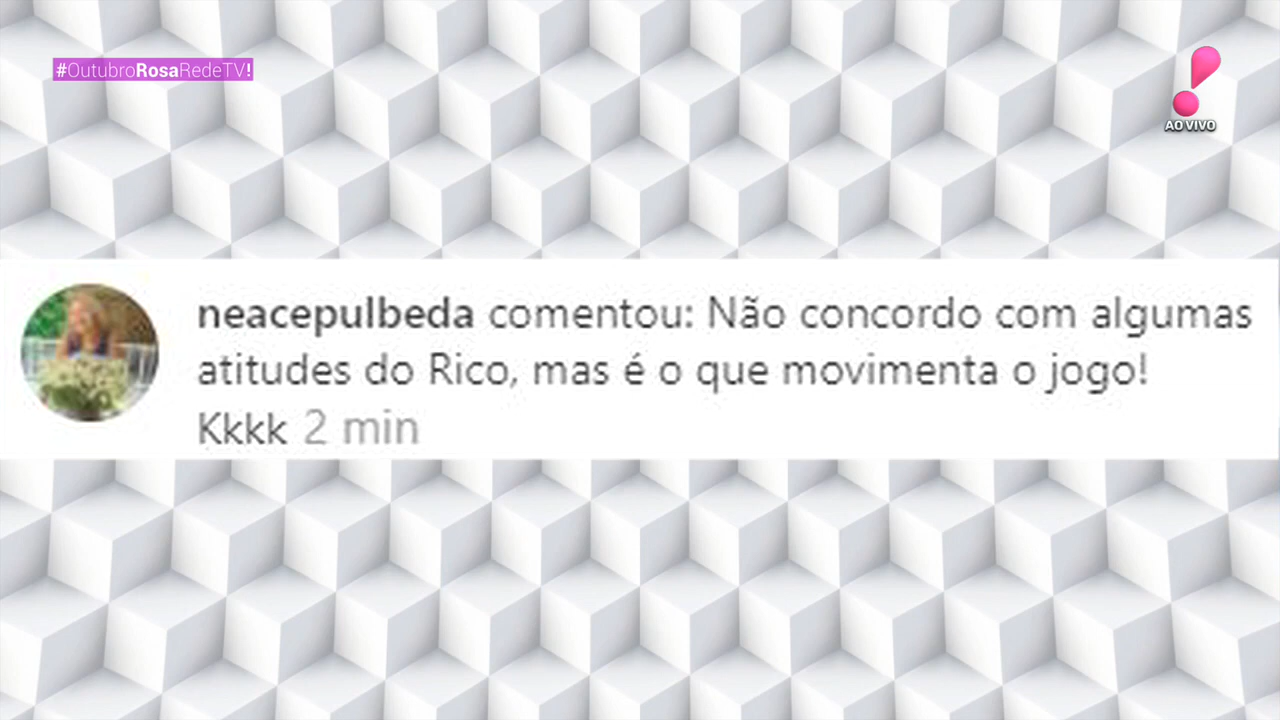 #OutubroRosaRedeTV!
AO VIVO
neacepulbeda comentou: Não concordo com algumas
atitudes do Rico, mas é o que movimenta o jogo!
Kkkk 2 min